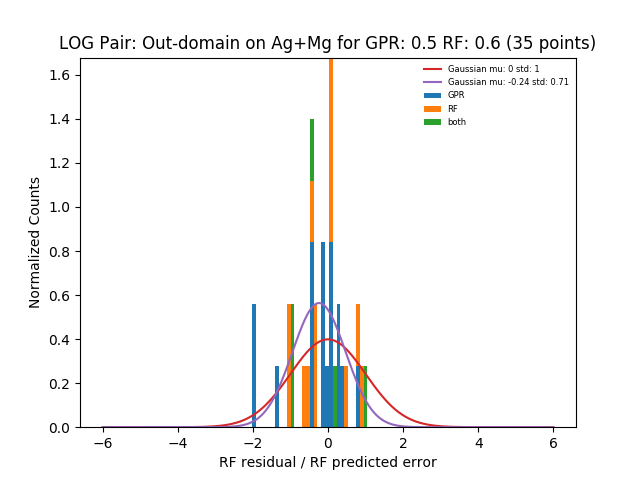 LOG Pair: Out-domain on Ag+Mg for GPR: 0.5 RF: 0.6 (35 points)
Gaussian mu: 0 std: 1
Gaussian mu: -0.24 std: 0.71
GPR
RF
both
Normalized Counts
1.6
1.4
1.2
1.0
0.8
0.6
0.4
0.2
0.0
−6 −4 −2 0 2 4 6
RF residual / RF predicted error